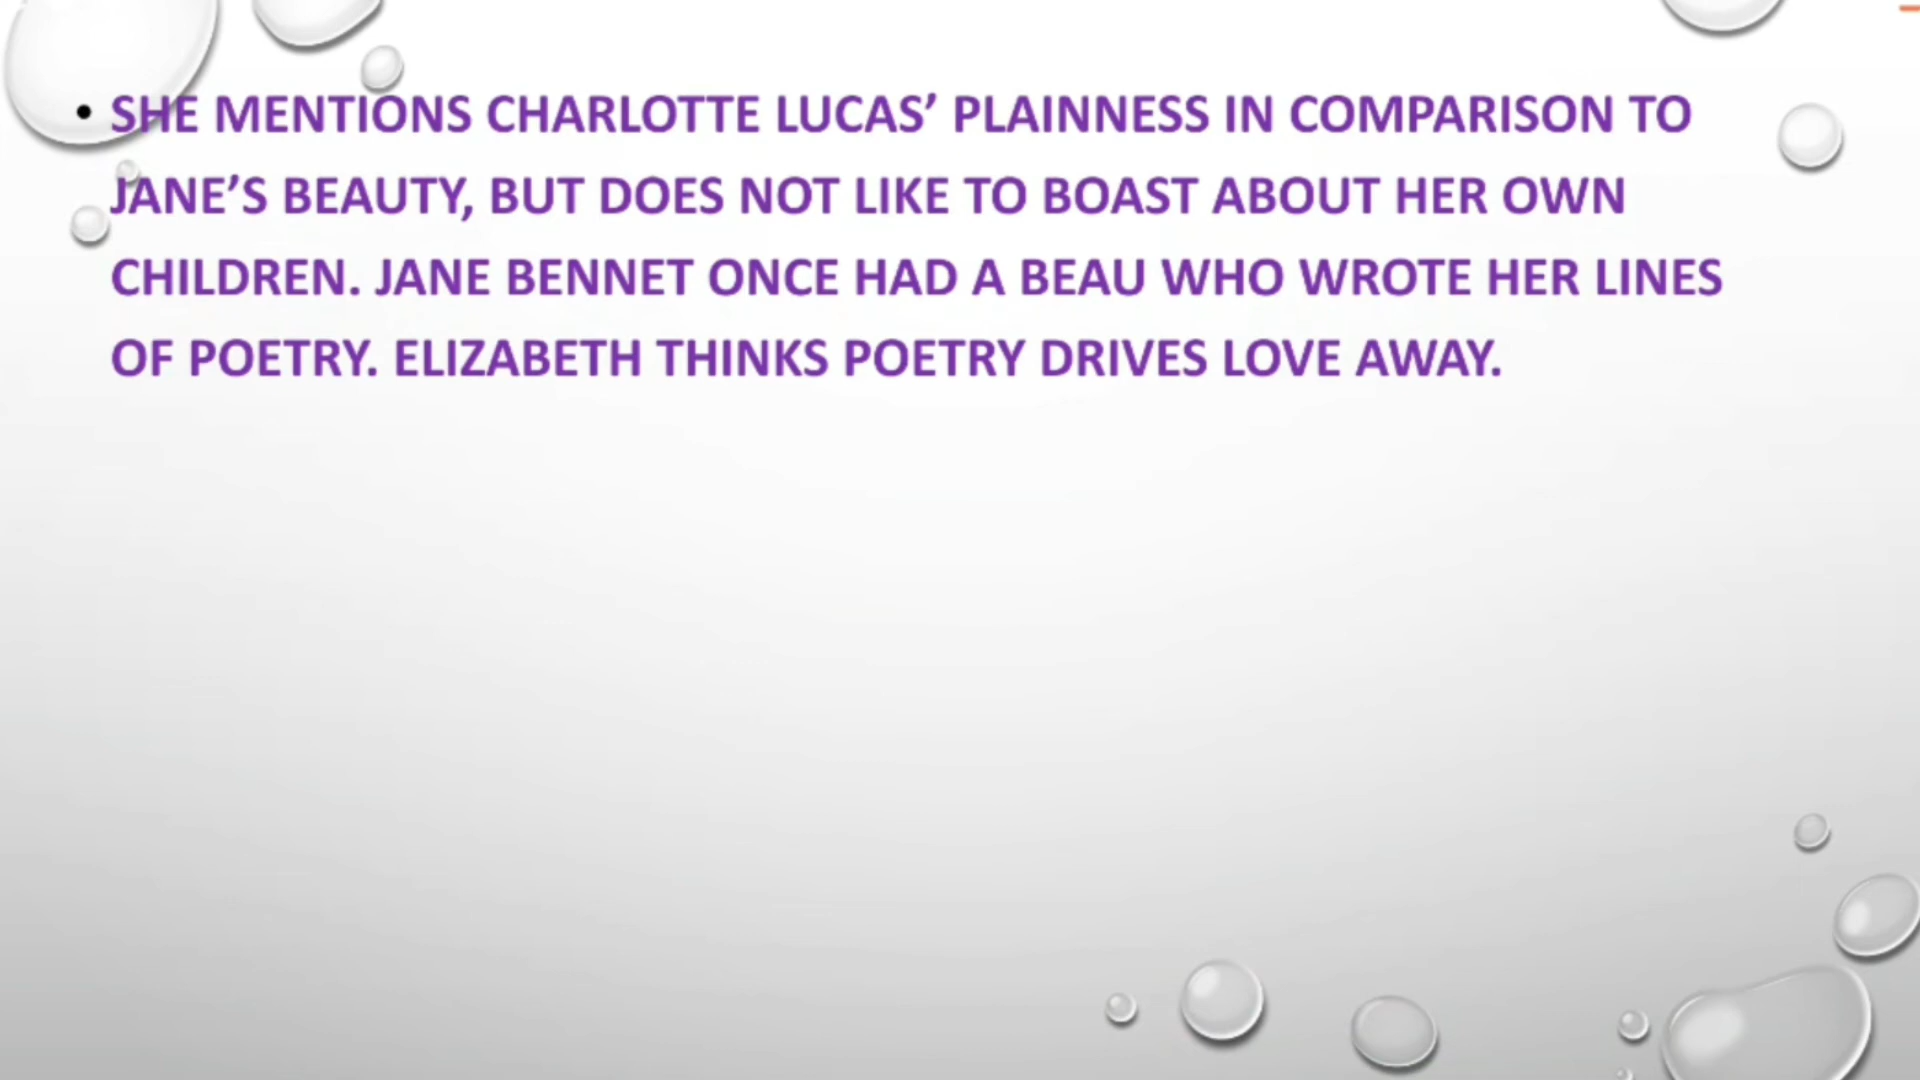 • SHE MENTIONS CHARLOTTE LUCAS’ PLAINNESS IN COMPARISON TO
JANE’S BEAUTY, BUT DOES NOT LIKE TO BOAST ABOUT HER OWN
CHILDREN. JANE BENNET ONCE HAD A BEAU WHO WROTE HER LINES
OF POETRY. ELIZABETH THINKS POETRY DRIVES LOVE AWAY.